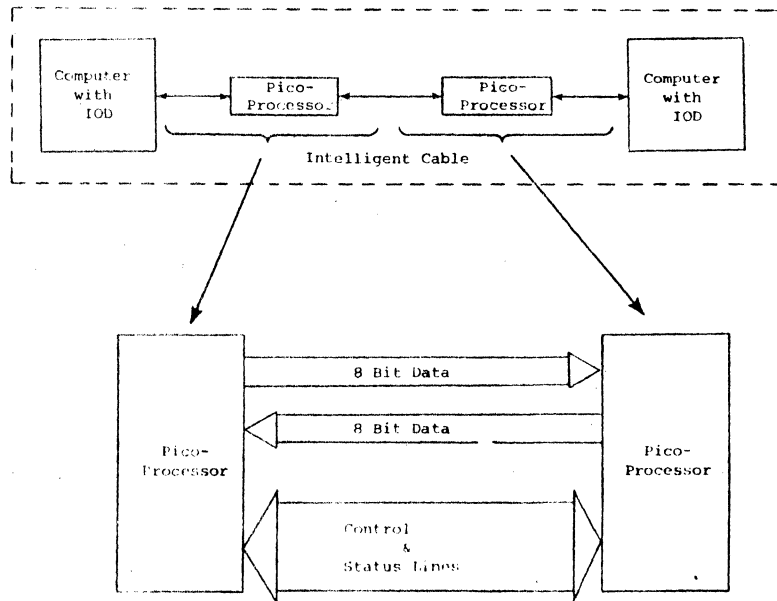 Computer
with
IOD
Pico-
Processor
Pico-
Processor
Computer
with
IOD
Intelligent Cable
8 Bit Data
8 Bit Data
Pico-
Processor
Pico-
Processor
Control
&
Status Lines